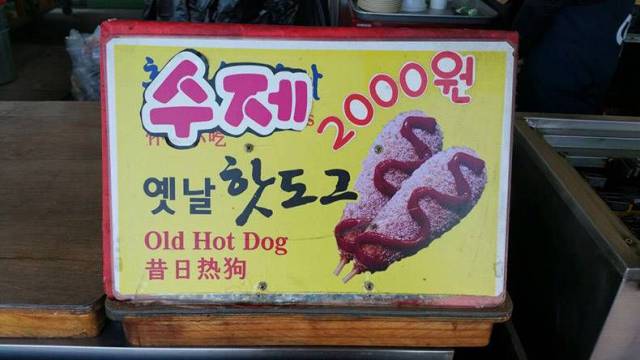 수제 2000원
옛날 핫도그
Old Hot Dog
昔日热狗